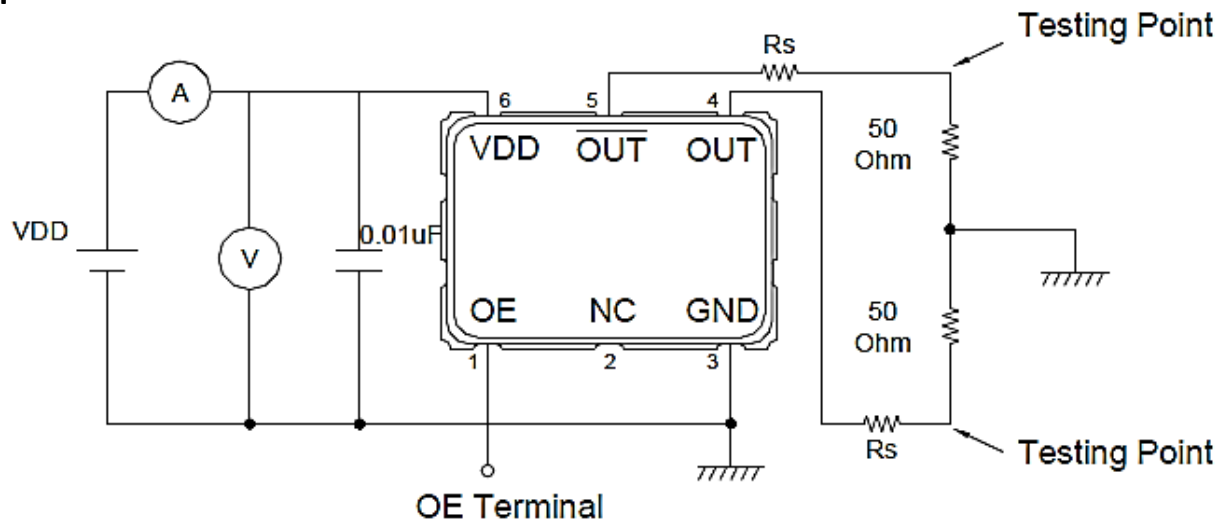 Testing Point
Rs
A
6 5 4
50
Ohm
VDD OUT OUT
VDD
0.01uF
V
OE NC GND
50
Ohm
1 2 3
Rs
Testing Point
OE Terminal